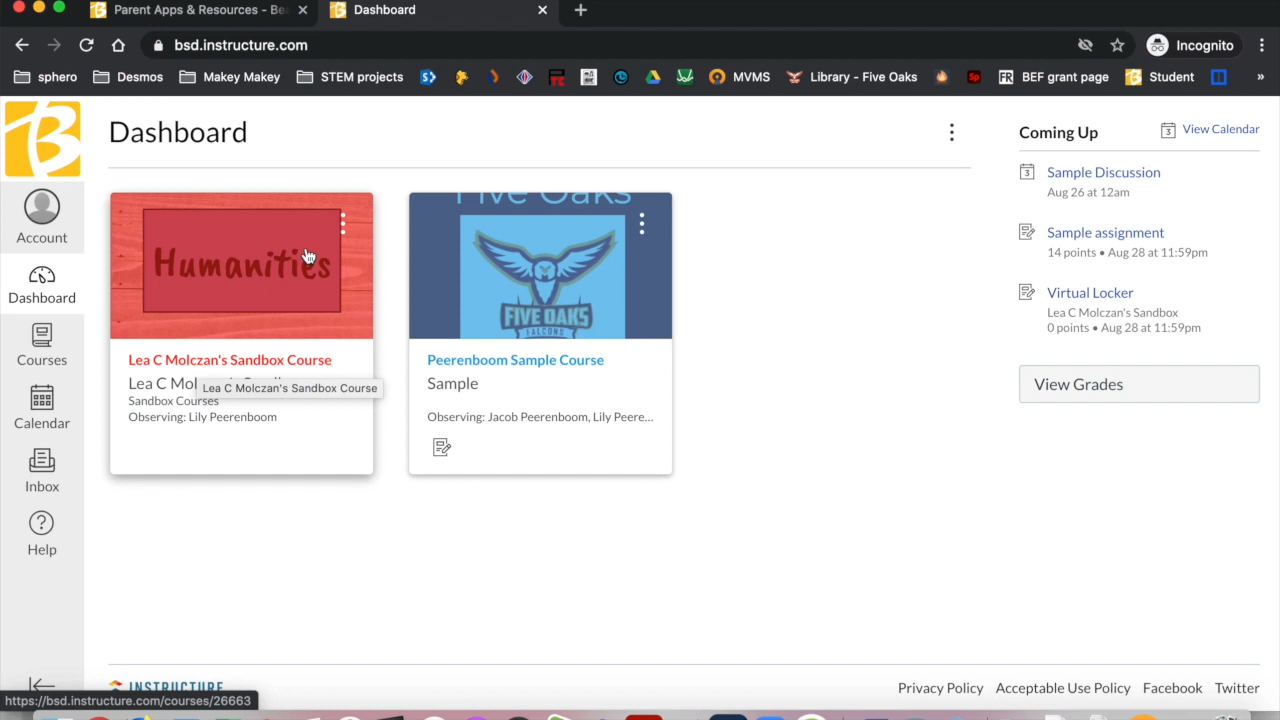 Parent Apps & Resources - Be
Dashboard
bsd.instructure.com
Incognito
sphero
Desmos
Makey Makey
STEM projects
MVMS
Library - Five Oaks
Sp
FR
BEF grant page
Student
»
B
Account
Dashboard
Courses
Calendar
Inbox
Help
Dashboard
Humanities
Lea C Molczan's Sandbox Course
Lea C Mol
Lea C Molczan's Sandbox Course
Sandbox Courses
Observing: Lily Peerenboom
Five Oaks
FIVE OAKS
FALCONS
Peerenboom Sample Course
Sample
Observing: Jacob Peerenboom, Lily Peere...
Coming Up
3
View Calendar
3
Sample Discussion
Aug 26 at 12am
Sample assignment
14 points • Aug 28 at 11:59pm
Virtual Locker
Lea C Molczan's Sandbox
0 points • Aug 28 at 11:59pm
View Grades
INSTRUCTURE
https://bsd.instructure.com/courses/26663
Privacy Policy
Acceptable Use Policy
Facebook
Twitter